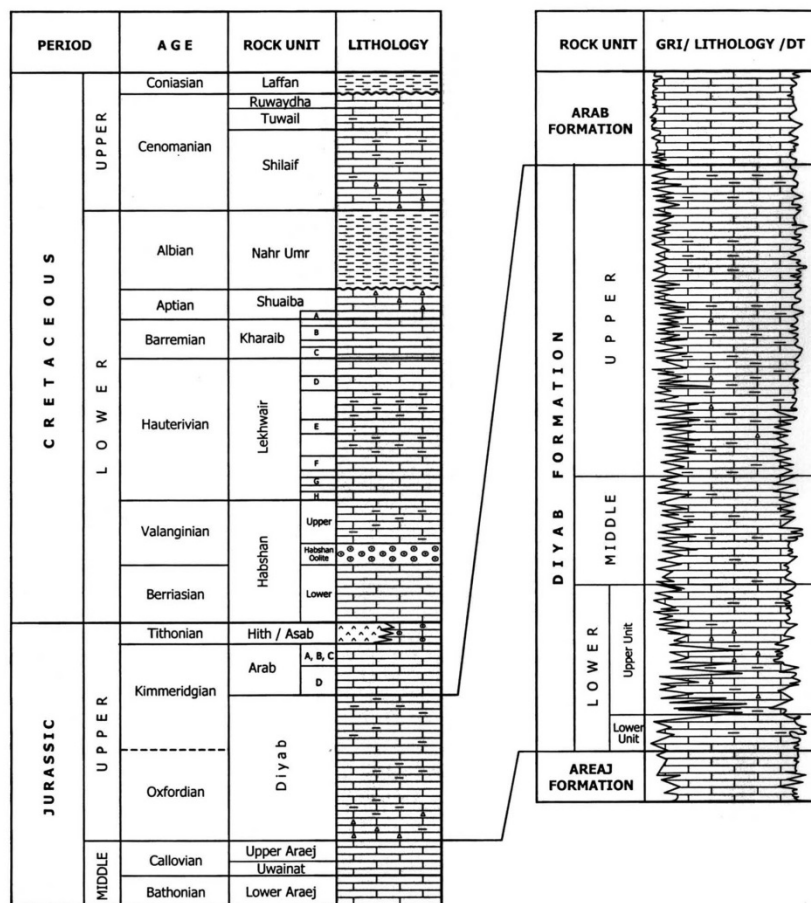 PERIOD AGE ROCK UNIT LITHOLOGY
CRETACEOUS
UPPER
Coniasian Laffan
Cenomanian
Ruwaydha
Tuwail
Shilaif
LOWER
Albian Nahr Umr
Aptian Shuaiba
A
Barremian Kharaib
B
C
Hauterivian Lekhwair
D
E
F
G
H
Valanginian
Habshan
Upper
Habshan
Oolite
Berriasian
Lower
JURASSIC
UPPER
Tithonian Hith / Asab
Kimmeridgian
Arab
A, B, C
D
Diyab
Oxfordian
MIDDLE
Callovian
Upper Araej
Uwainat
Bathonian Lower Araej
ROCK UNIT GRI/ LITHOLOGY /DT
ARAB
FORMATION
DIYAB FORMATION
UPPER
MIDDLE
LOWER
Upper Unit
Lower
Unit
AREAJ
FORMATION